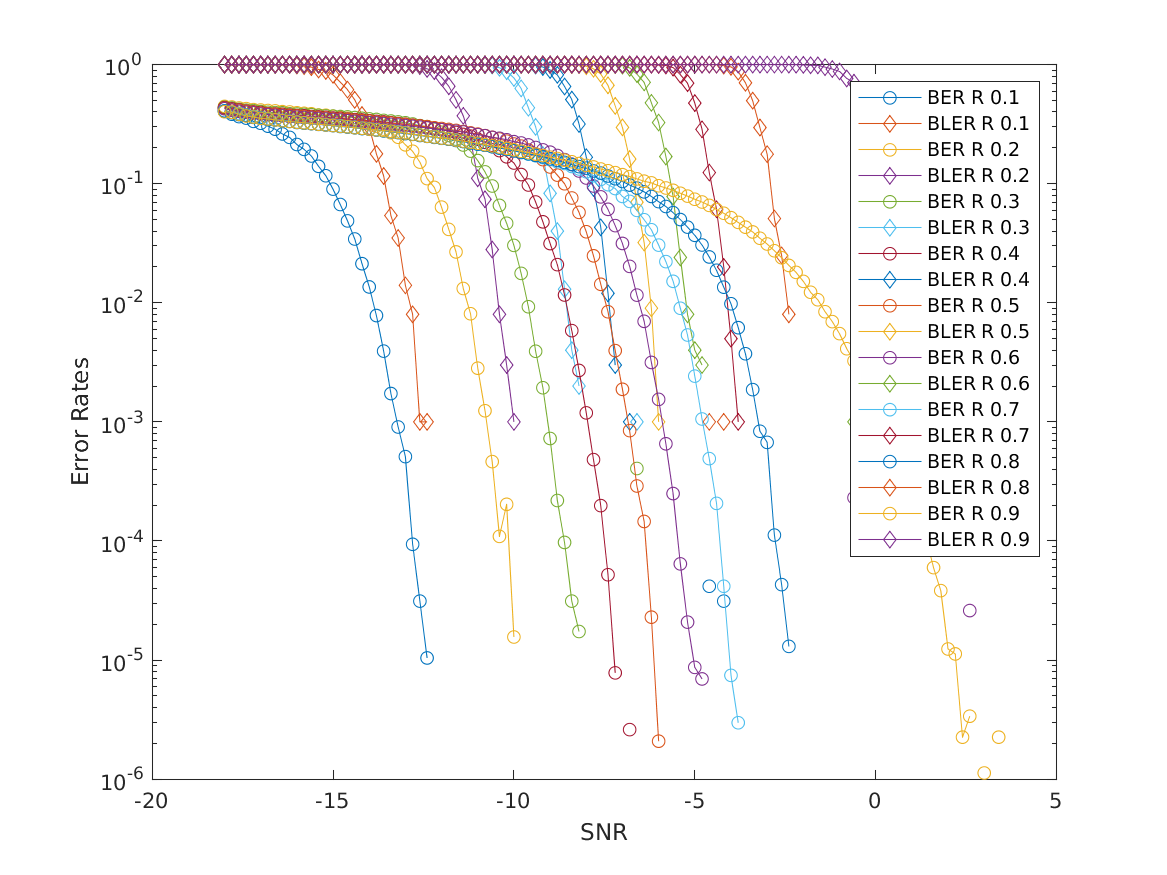 10^0
10^-1
10^-2
10^-3
10^-4
10^-5
10^-6
Error Rates
-20 -15 -10 -5 0 5
SNR
BER R 0.1
BLER R 0.1
BER R 0.2
BLER R 0.2
BER R 0.3
BLER R 0.3
BER R 0.4
BLER R 0.4
BER R 0.5
BLER R 0.5
BER R 0.6
BLER R 0.6
BER R 0.7
BLER R 0.7
BER R 0.8
BLER R 0.8
BER R 0.9
BLER R 0.9